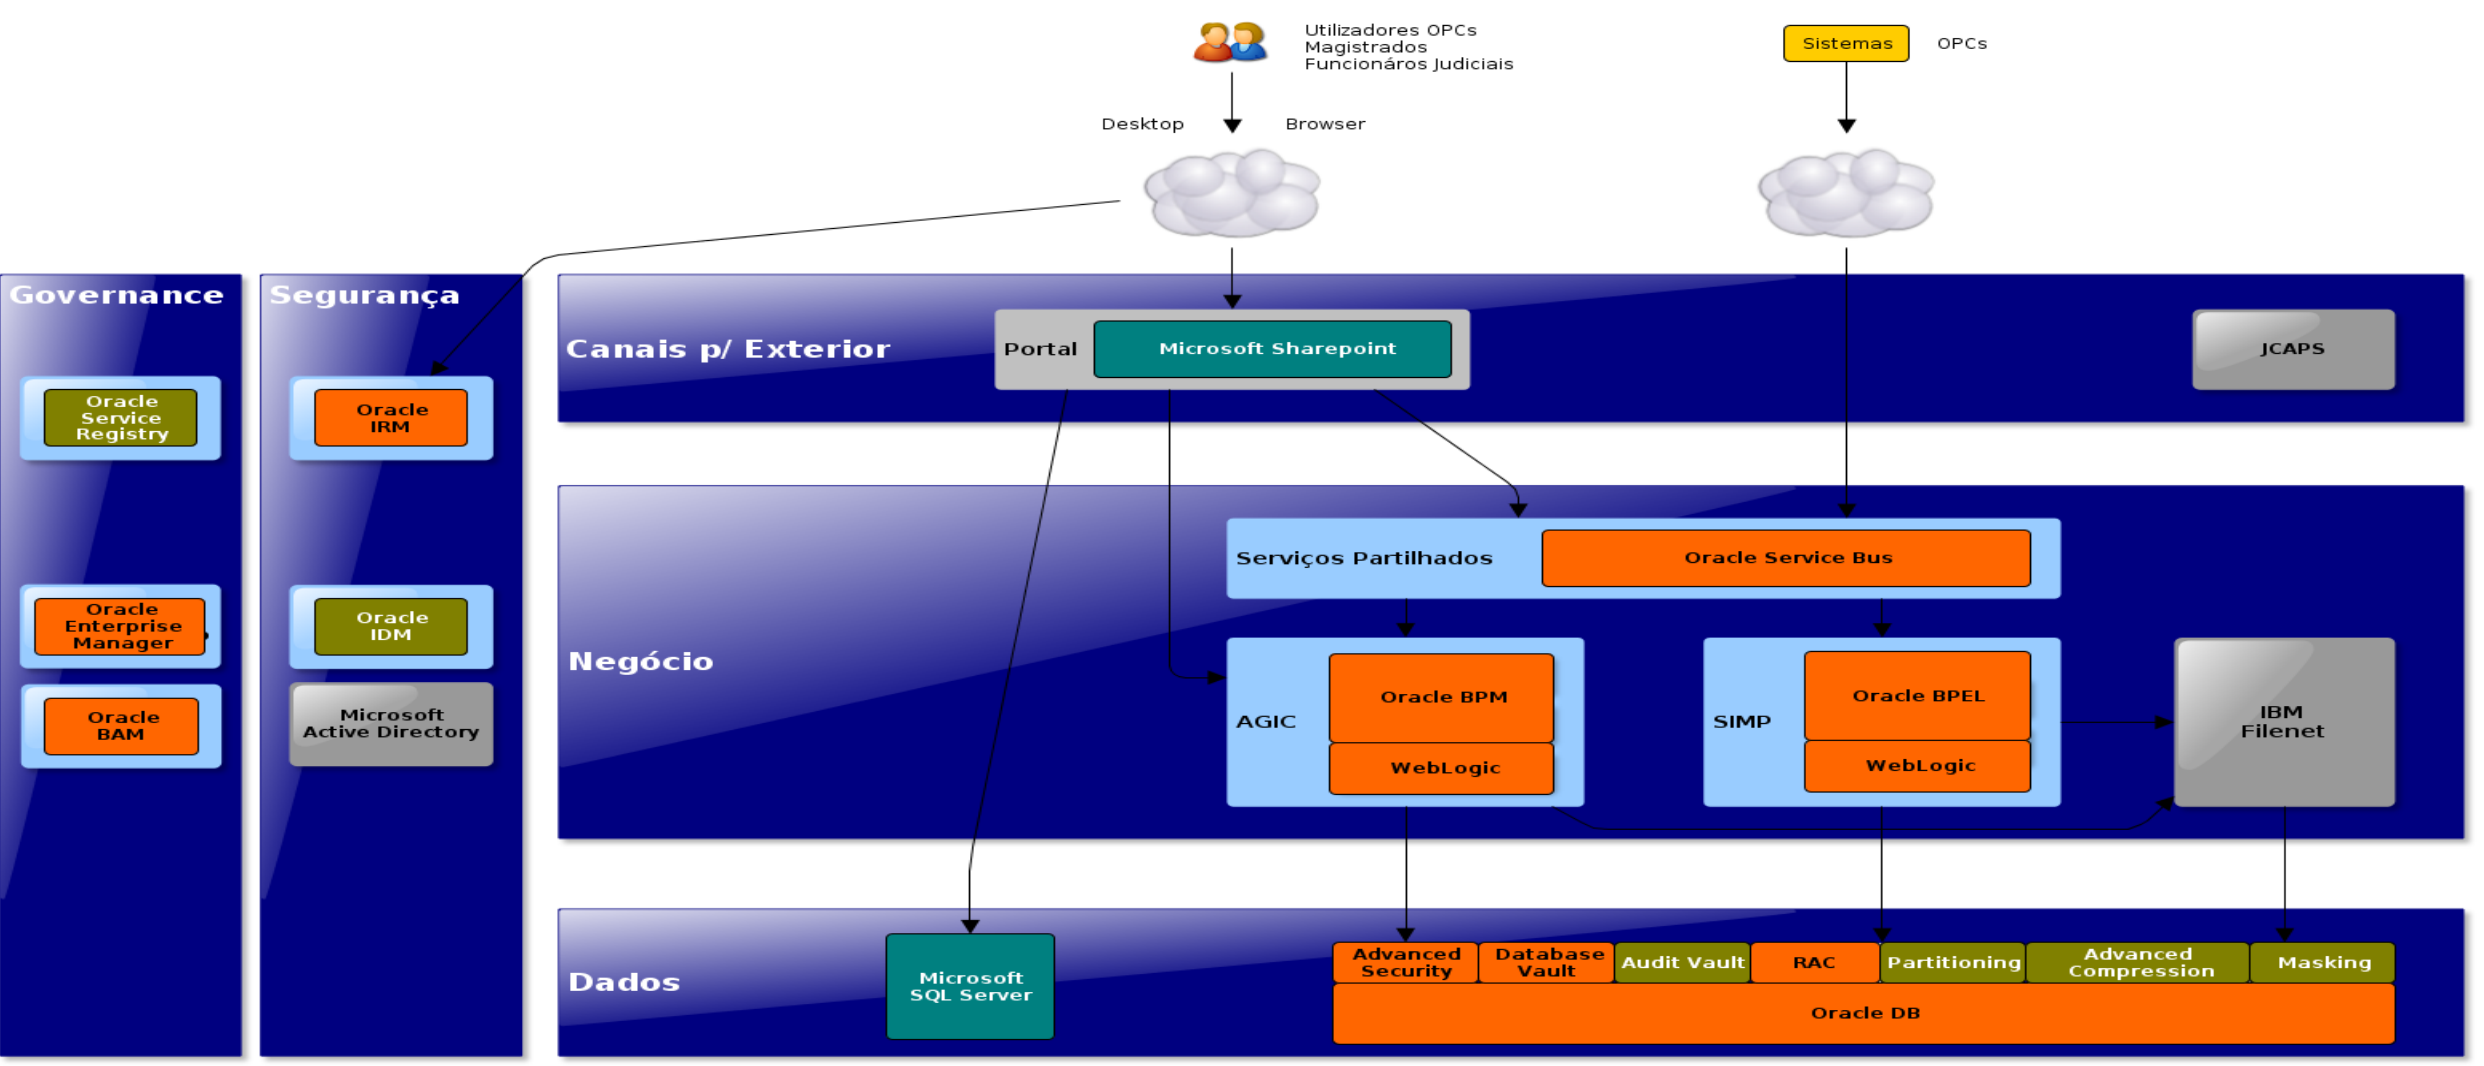 Utilizadores OPCs
Magistrados
Funcionáros Judiciais
Sistemas
OPCs
Desktop
Browser
Governance
Segurança
Canais p/ Exterior
Portal
Microsoft Sharepoint
JCAPS
Oracle
Service
Registry
Oracle
IRM
Serviços Partilhados
Oracle Service Bus
Oracle
Enterprise
Manager
Oracle
IDM
Negócio
AGIC
Oracle BPM
WebLogic
SIMP
Oracle BPEL
WebLogic
IBM
Filenet
Oracle
BAM
Microsoft
Active Directory
Dados
Microsoft
SQL Server
Advanced
Security
Database
Vault
Audit Vault
RAC
Partitioning
Advanced
Compression
Masking
Oracle DB